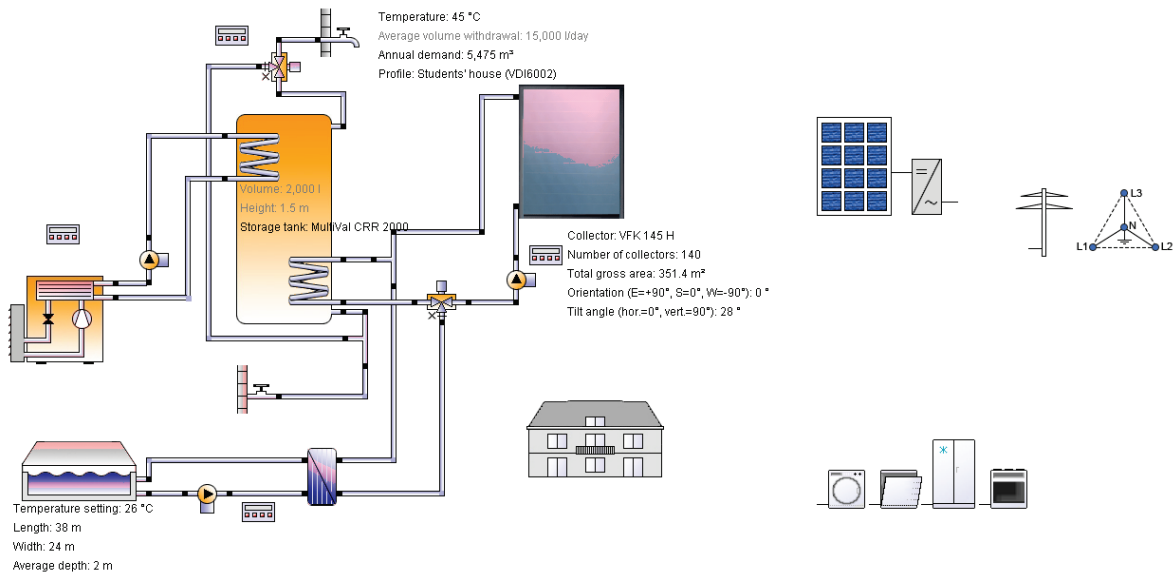 Temperature: 45 °C
Average volume withdrawal: 15,000 l/day
Annual demand: 5,475 m³
Profile: Students' house (VDI6002)
Volume: 2,000 l
Height: 1.5 m
Storage tank: MultiVal CRR 2000
Collector: VFK 145 H
Number of collectors: 140
Total gross area: 351.4 m²
Orientation (E=+90°, S=0°, W=-90°): 0 °
Tilt angle (hor.=0°, vert.=90°): 28 °
L3
N
L1
L2
Temperature setting: 26 °C
Length: 38 m
Width: 24 m
Average depth: 2 m